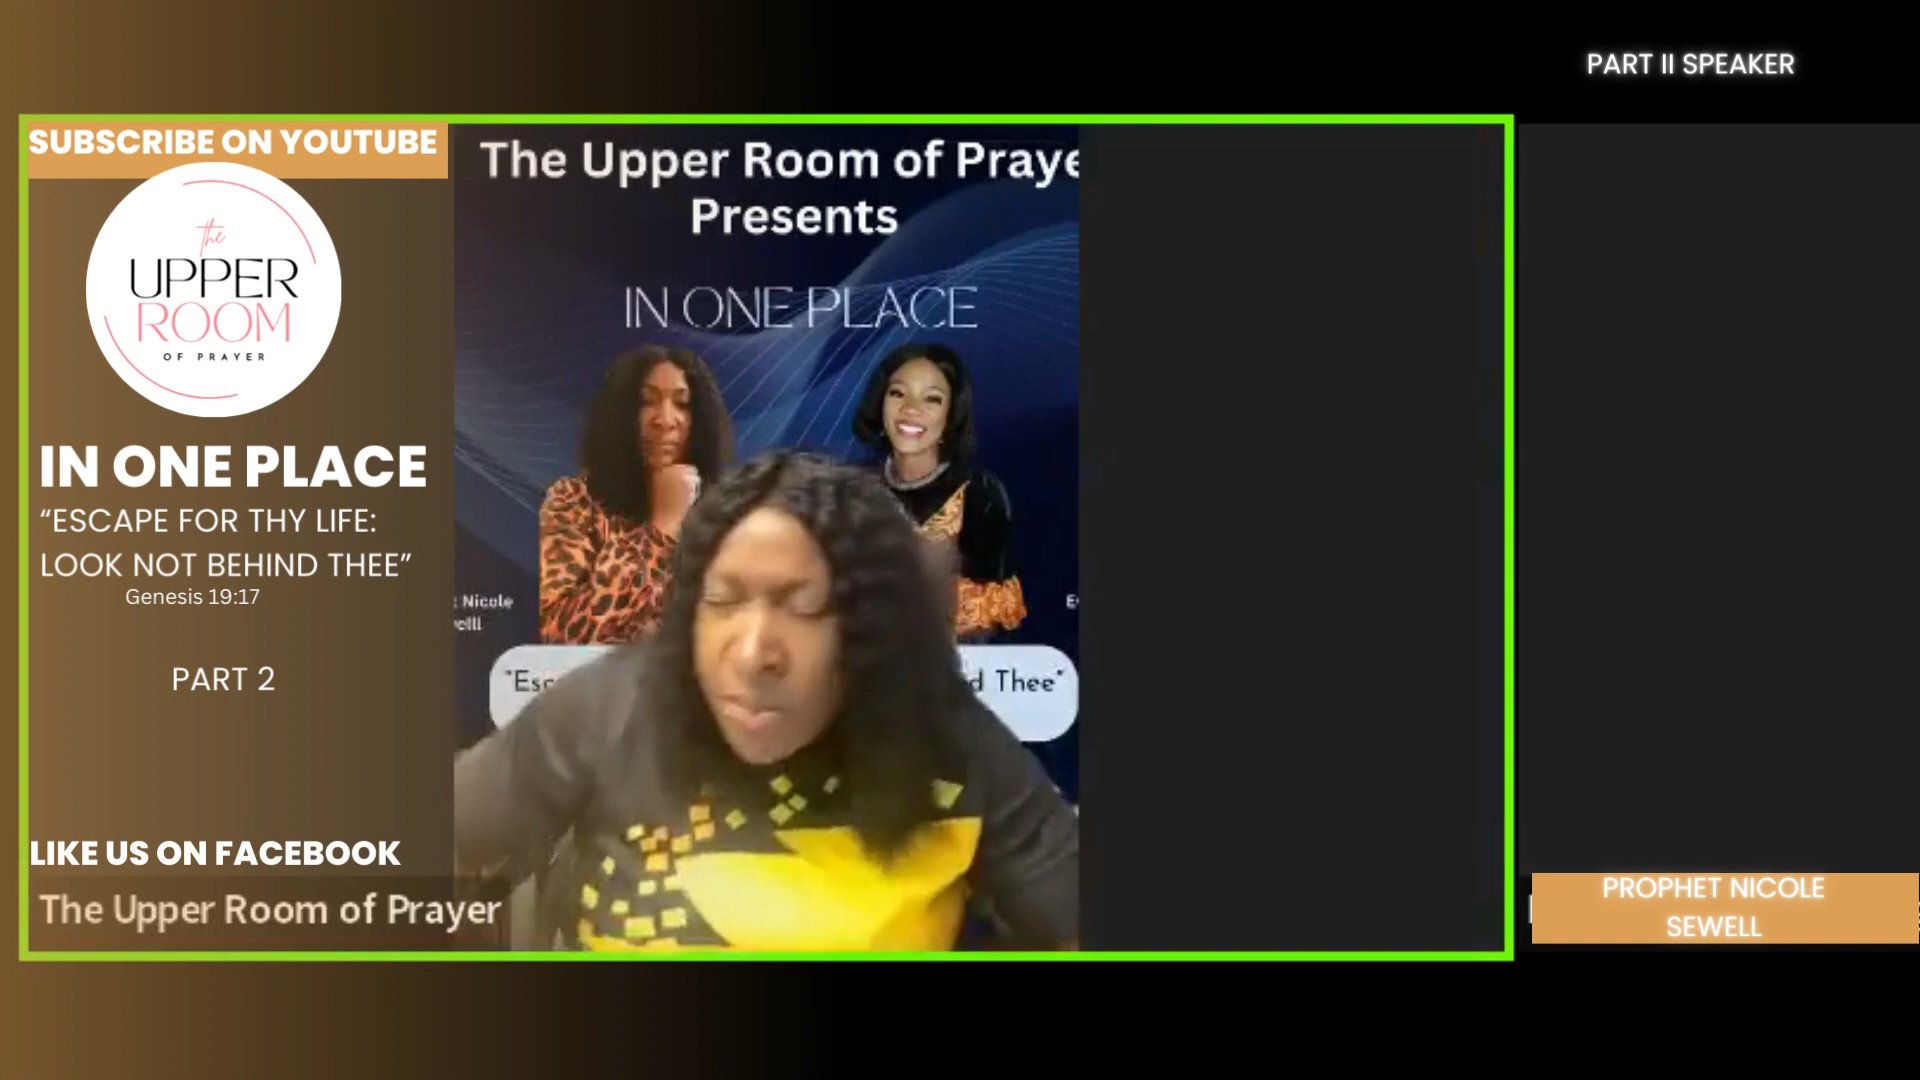 PART II SPEAKER
SUBSCRIBE ON YOUTUBE
the
UPPER
ROOM
OF PRAYER
IN ONE PLACE
“ESCAPE FOR THY LIFE:
LOOK NOT BEHIND THEE”
Genesis 19:17
PART 2
LIKE US ON FACEBOOK
The Upper Room of Prayer
The Upper Room of Praye
Presents
IN ONE PLACE
Nicole
"Esc
d Thee"
PROPHET NICOLE
SEWELL